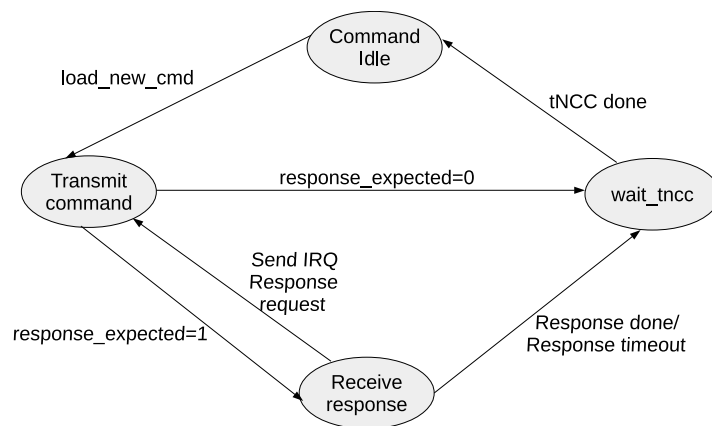 Command
Idle
load_new_cmd
tNCC done
Transmit
command
response_expected=0
wait_tncc
Send IRQ
Response
request
response_expected=1
Response done/
Response timeout
Receive
response